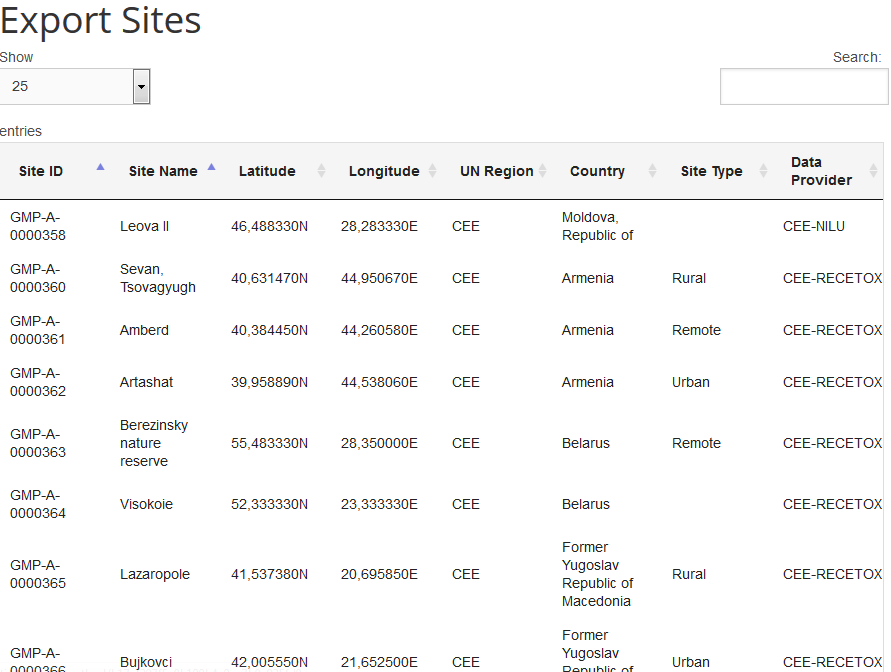 Export Sites
Show
Search:
25
entries
Site ID Site Name Latitude Longitude UN Region Country Site Type Data
Provider
GMP-A-
0000358 Leova II 46,488330N 28,283330E CEE Moldova,
Republic of CEE-NILU
GMP-A-
0000360 Sevan,
Tsovagyugh 40,631470N 44,950670E CEE Armenia Rural CEE-RECETOX
GMP-A-
0000361 Amberd 40,384450N 44,260580E CEE Armenia Remote CEE-RECETOX
GMP-A-
0000362 Artashat 39,958890N 44,538060E CEE Armenia Urban CEE-RECETOX
GMP-A-
0000363 Berezinsky
nature
reserve 55,483330N 28,350000E CEE Belarus Remote CEE-RECETOX
GMP-A-
0000364 Visokoie 52,333330N 23,333330E CEE Belarus CEE-RECETOX
GMP-A-
0000365 Lazaropole 41,537380N 20,695850E CEE Former
Yugoslav
Republic of
Macedonia Rural CEE-RECETOX
GMP-A-
0000366 Bujkovci 42,005550N 21,652500E CEE Former
Yugoslav
Republic of Urban CEE-RECETOX